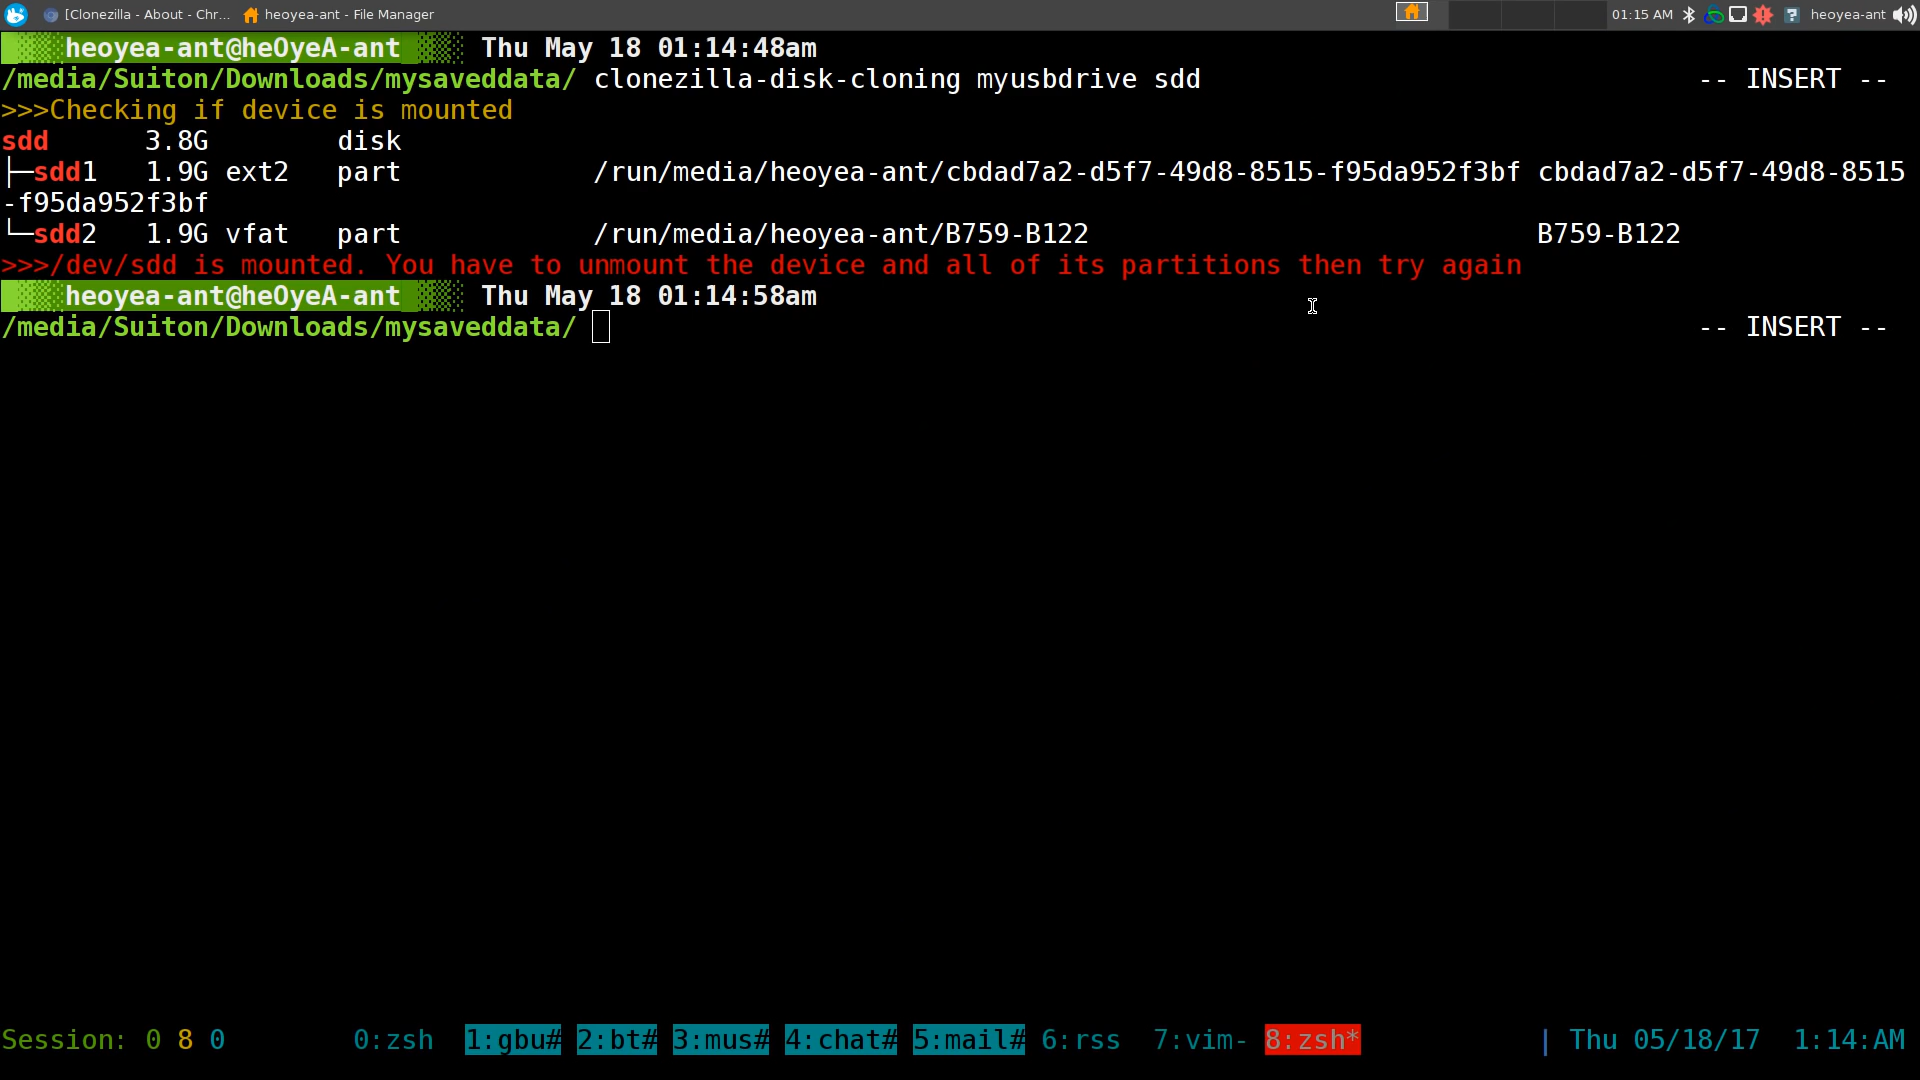 [Clonezilla - About - Chr... heoyea-ant - File Manager 01:15 AM heoyea-ant
heoyea-ant@heOyeA-ant Thu May 18 01:14:48am
/media/Suiton/Downloads/mysaveddata/ clonezilla-disk-cloning myusbdrive sdd -- INSERT --
>>>Checking if device is mounted
sdd 3.8G disk
├─sdd1 1.9G ext2 part /run/media/heoyea-ant/cbdad7a2-d5f7-49d8-8515-f95da952f3bf cbdad7a2-d5f7-49d8-8515
-f95da952f3bf
└─sdd2 1.9G vfat part /run/media/heoyea-ant/B759-B122 B759-B122
>>>/dev/sdd is mounted. You have to unmount the device and all of its partitions then try again
heoyea-ant@heOyeA-ant Thu May 18 01:14:58am
/media/Suiton/Downloads/mysaveddata/ -- INSERT --
Session: 0 8 0 0:zsh 1:gbu# 2:bt# 3:mus# 4:chat# 5:mail# 6:rss 7:vim- 8:zsh* | Thu 05/18/17 1:14:AM